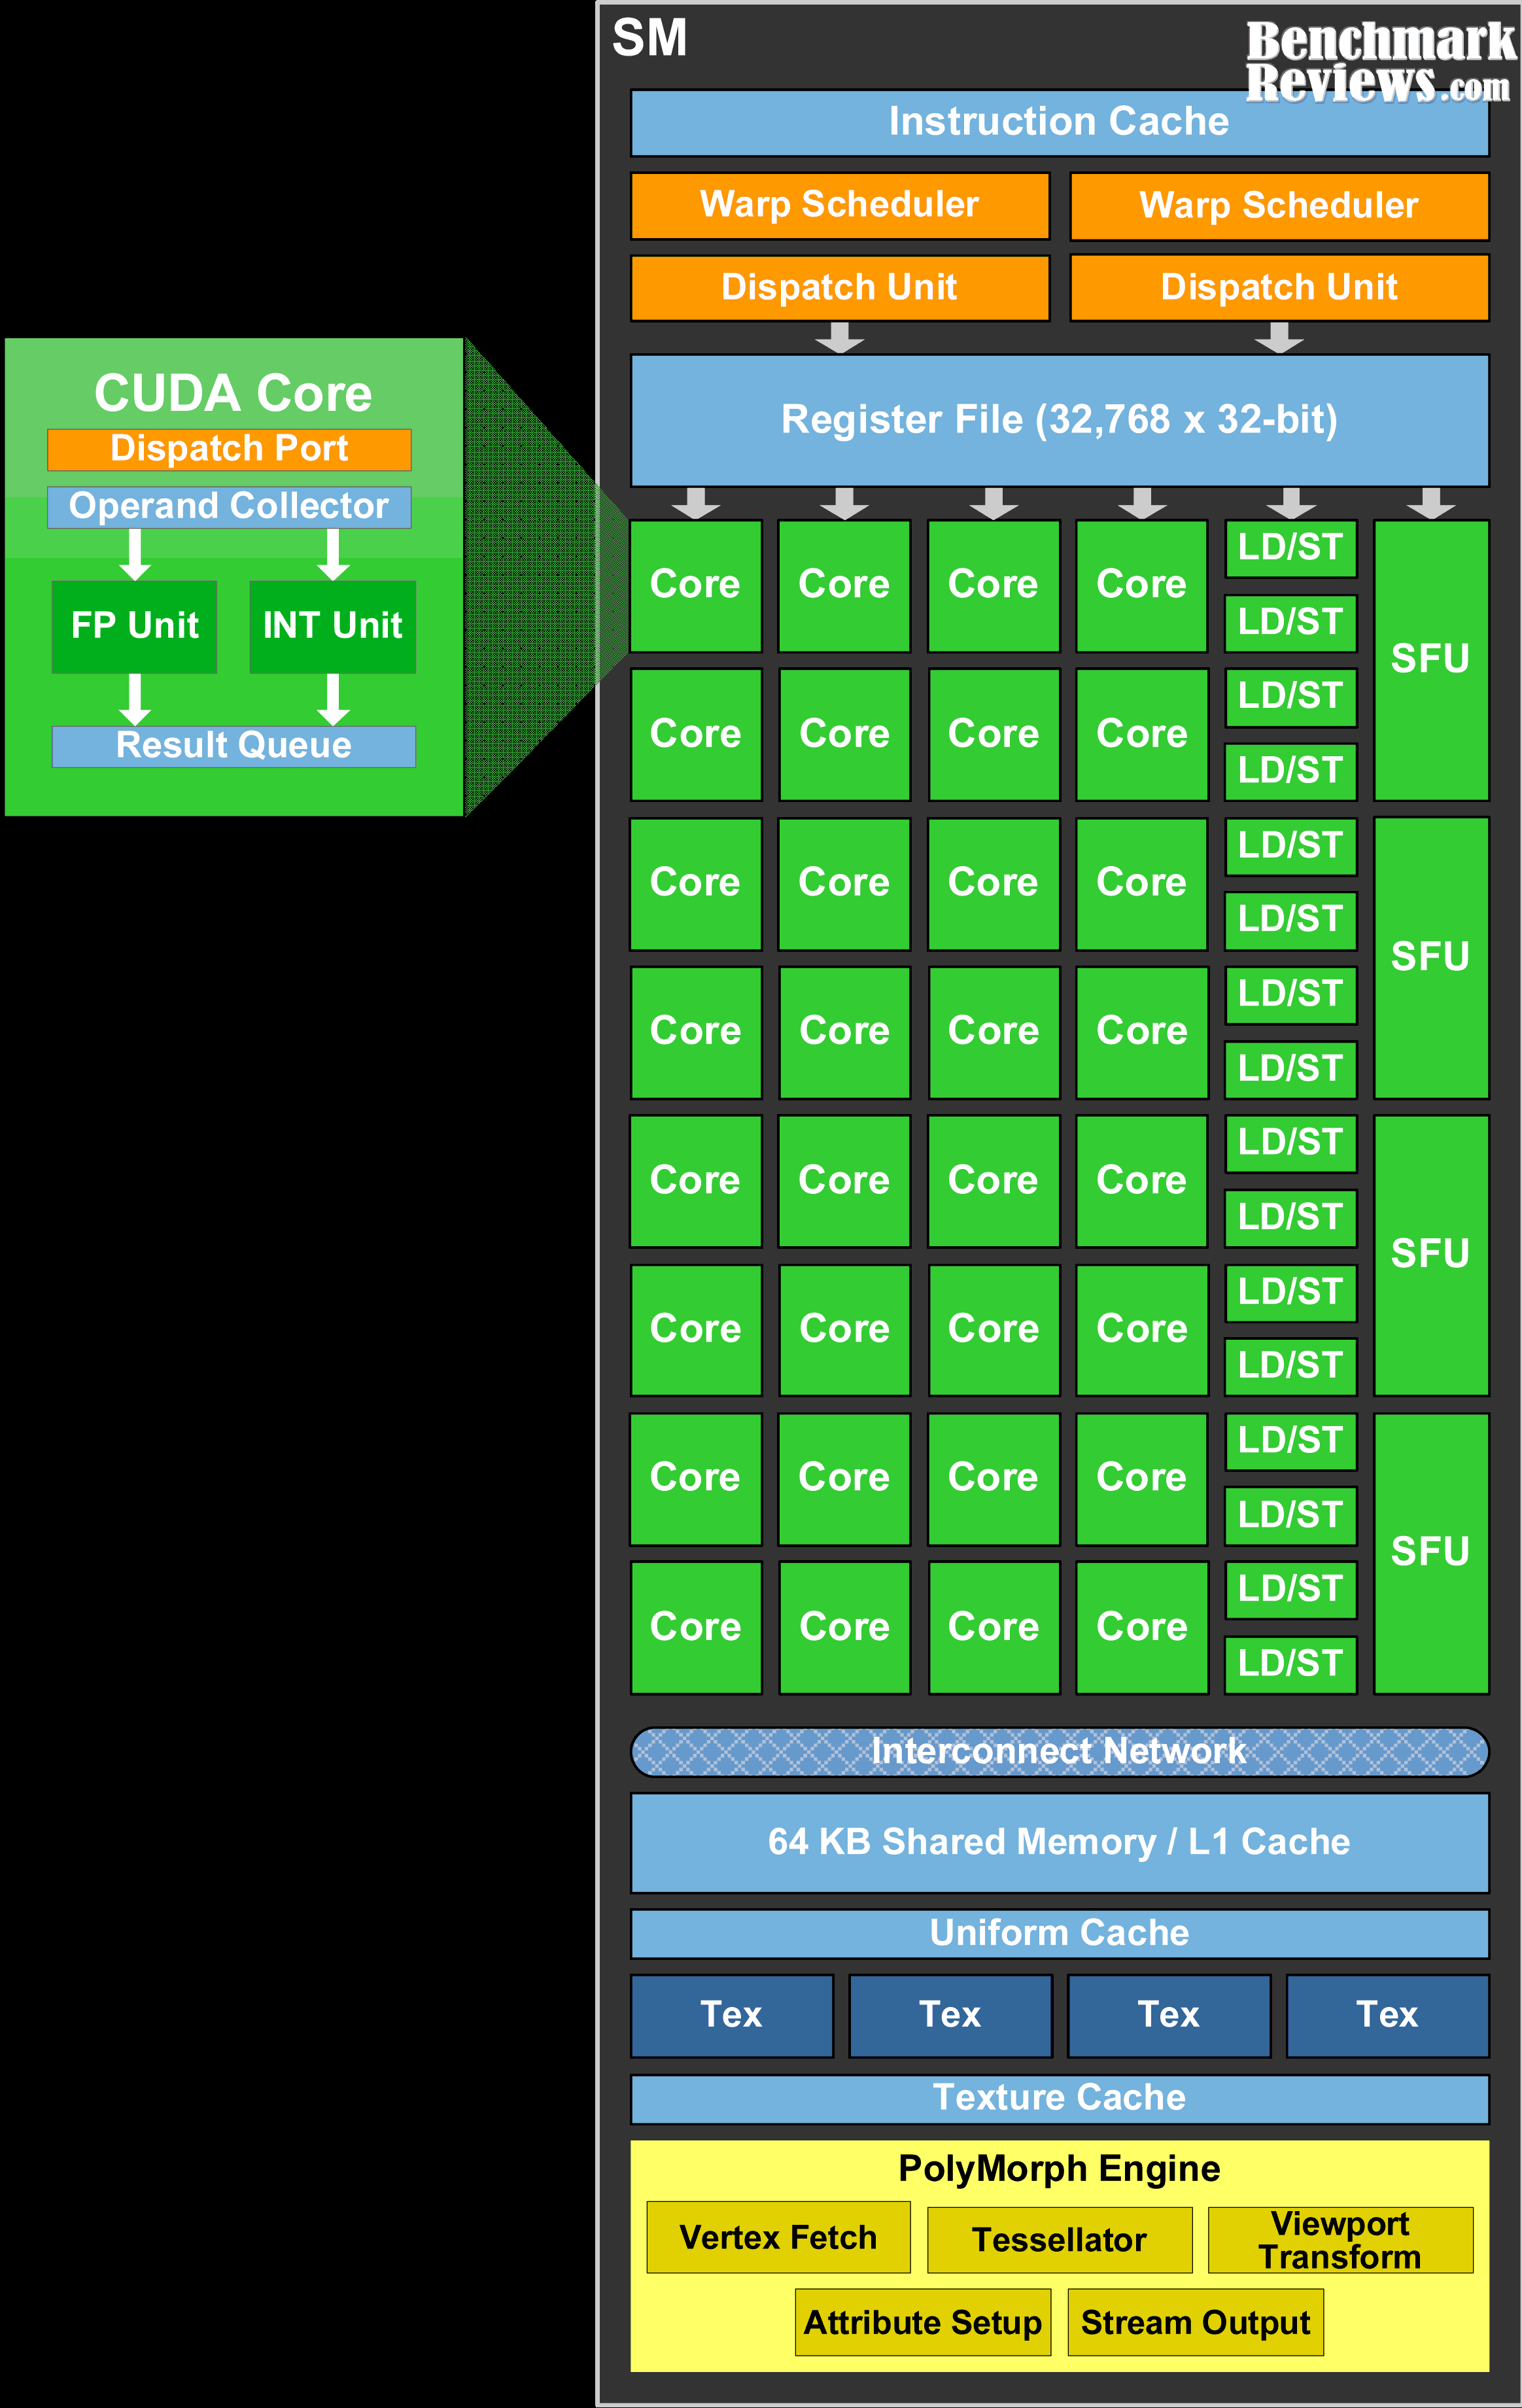 SM
Benchmark
Reviews.com
Instruction Cache
Warp Scheduler Warp Scheduler
Dispatch Unit Dispatch Unit
Register File (32,768 x 32-bit)
CUDA Core
Dispatch Port
Operand Collector
FP Unit INT Unit
Result Queue
LD/ST
Core Core Core Core
LD/ST
SFU
LD/ST
Core Core Core Core
LD/ST
LD/ST
Core Core Core Core
LD/ST
SFU
LD/ST
Core Core Core Core
LD/ST
LD/ST
Core Core Core Core
LD/ST
SFU
LD/ST
Core Core Core Core
LD/ST
LD/ST
Core Core Core Core
LD/ST
SFU
LD/ST
Core Core Core Core
LD/ST
Interconnect Network
64 KB Shared Memory / L1 Cache
Uniform Cache
Tex Tex Tex Tex
Texture Cache
PolyMorph Engine
Vertex Fetch Tessellator Viewport
Transform
Attribute Setup Stream Output